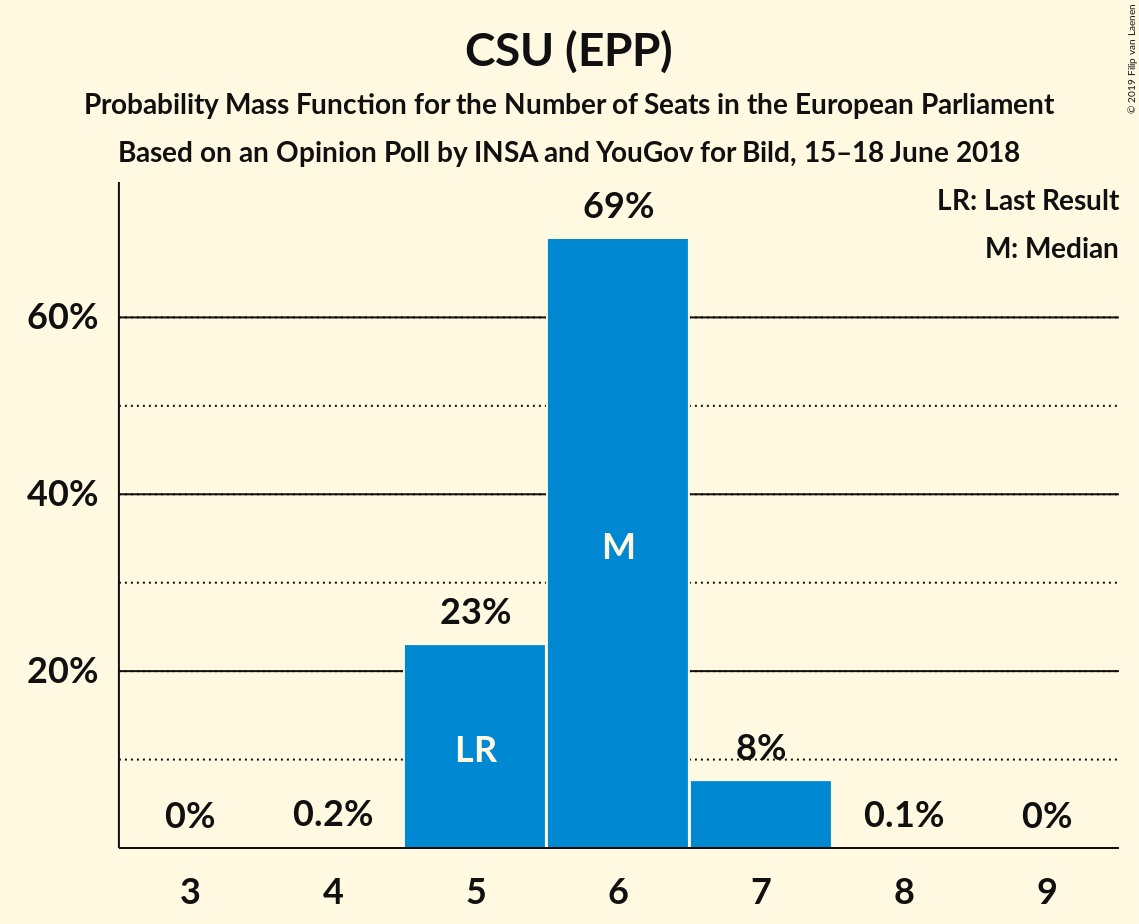 CSU (EPP)
Probability Mass Function for the Number of Seats in the European Parliament
Based on an Opinion Poll by INSA and YouGov for Bild, 15–18 June 2018
© 2019 Filip van Laenen
LR: Last Result
M: Median
69%
60%
40%
M
23%
20%
LR
8%
0%
0.2%
0.1%
0%
3
4
5
6
7
8
9